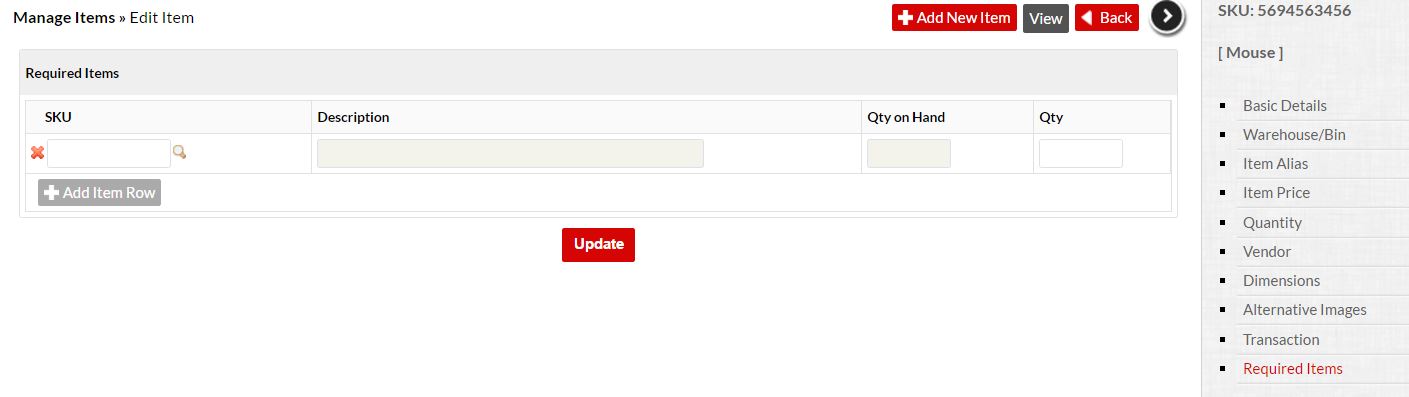 Manage Items » Edit Item
Add New Item View Back
Required Items
SKU Description Qty on Hand Qty
Add Item Row
Update
SKU: 5694563456
[ Mouse ]
Basic Details
Warehouse/Bin
Item Alias
Item Price
Quantity
Vendor
Dimensions
Alternative Images
Transaction
Required Items